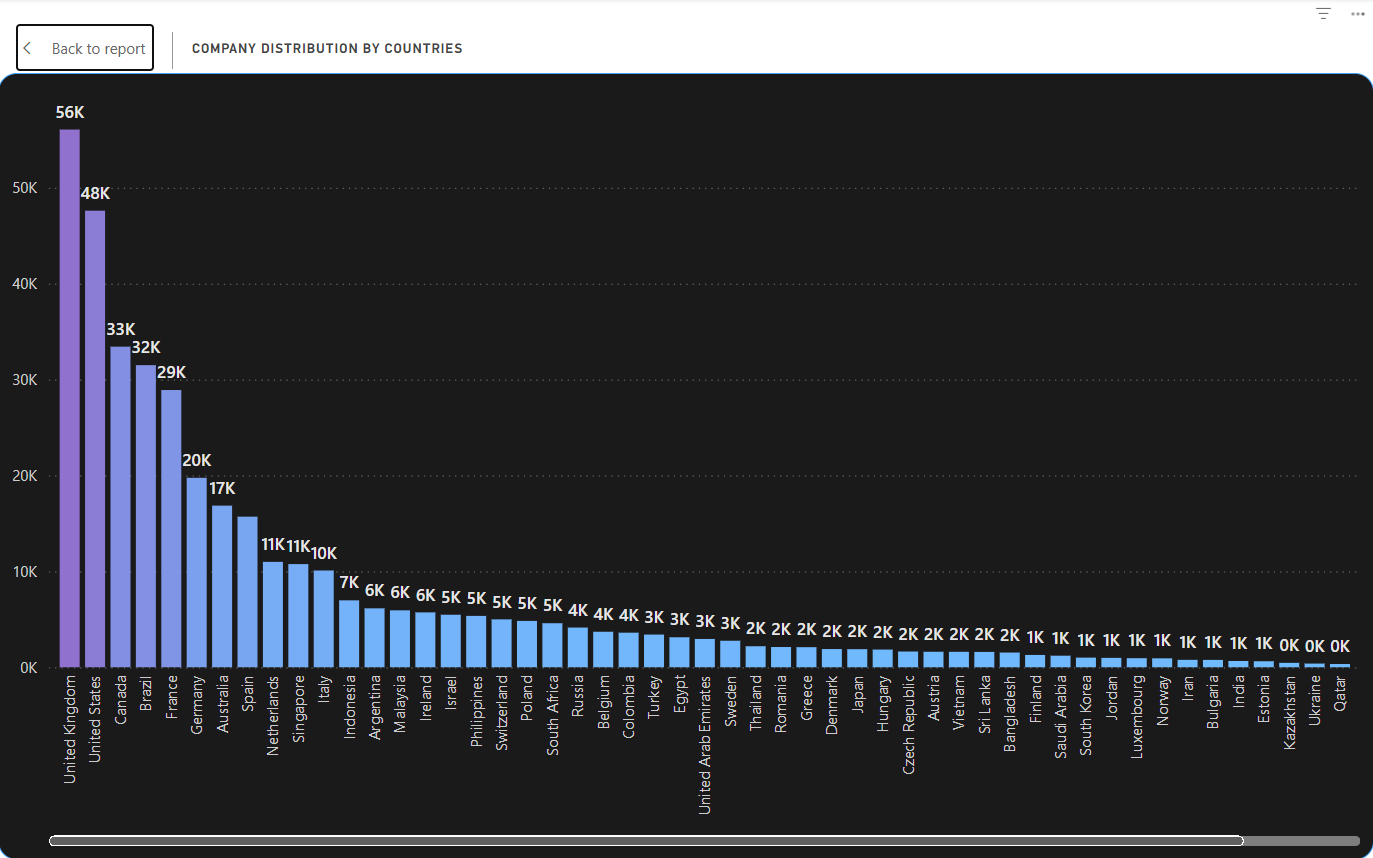 Back to report
COMPANY DISTRIBUTION BY COUNTRIES
56K
50K
48K
40K
33K
32K
30K
29K
20K
20K
17K
11K
11K
10K
10K
7K
6K
6K
6K
5K
5K
5K
5K
5K
4K
4K
4K
3K
3K
3K
3K
2K
2K
2K
2K
2K
2K
2K
2K
2K
2K
2K
1K
1K
1K
1K
1K
1K
1K
1K
1K
1K
0K
0K
0K
0K
United Kingdom
United States
Canada
Brazil
France
Germany
Australia
Spain
Netherlands
Singapore
Italy
Indonesia
Argentina
Malaysia
Ireland
Israel
Philippines
Switzerland
Poland
South Africa
Russia
Belgium
Colombia
Turkey
Egypt
United Arab Emirates
Sweden
Thailand
Romania
Greece
Denmark
Japan
Hungary
Czech Republic
Austria
Vietnam
Sri Lanka
Bangladesh
Finland
Saudi Arabia
South Korea
Jordan
Luxembourg
Norway
Iran
Bulgaria
India
Estonia
Kazakhstan
Ukraine
Qatar